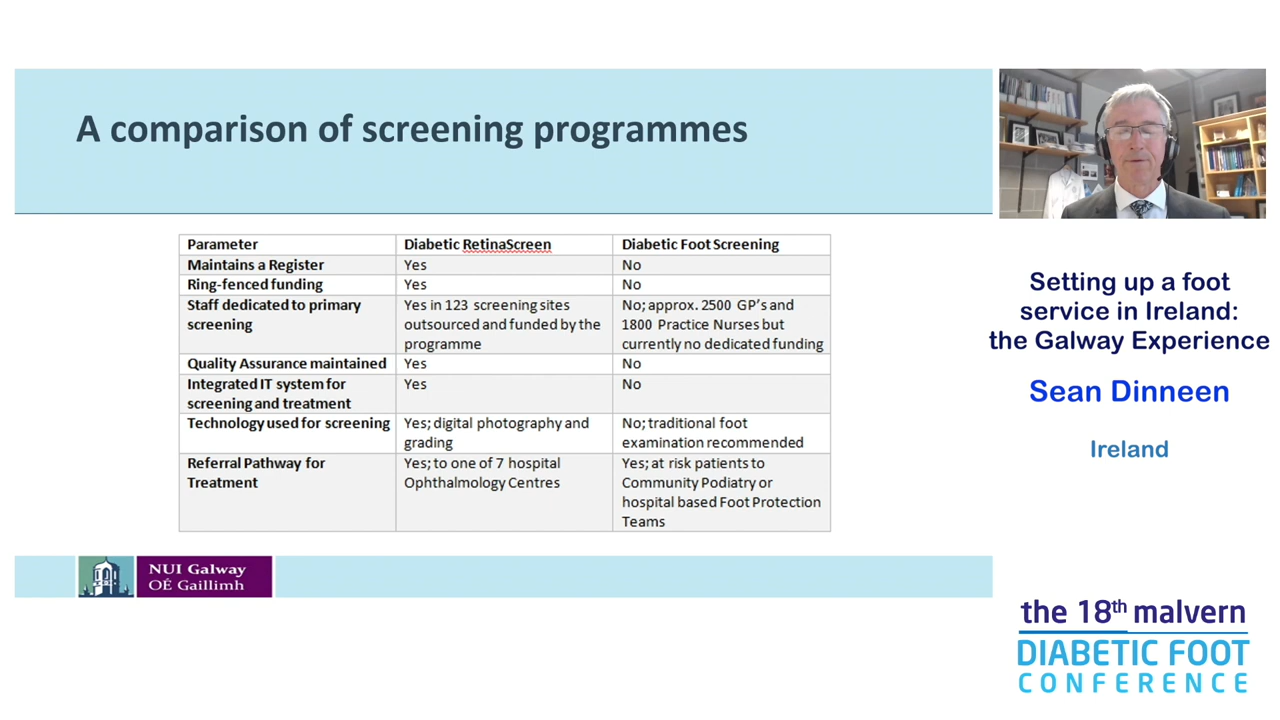 A comparison of screening programmes
Parameter
Diabetic RetinaScreen
Diabetic Foot Screening
Maintains a Register
Yes
No
Ring-fenced funding
Yes
No
Staff dedicated to primary
screening
Yes in 123 screening sites
outsourced and funded by the
programme
No; approx. 2500 GP's and
1800 Practice Nurses but
currently no dedicated funding
Quality Assurance maintained
Yes
No
Integrated IT system for
screening and treatment
Yes
No
Technology used for screening
Yes; digital photography and
grading
No; traditional foot
examination recommended
Referral Pathway for
Treatment
Yes; to one of 7 hospital
Ophthalmology Centres
Yes; at risk patients to
Community Podiatry or
hospital based Foot Protection
Teams
NUI Galway
OÉ Gaillimh
Setting up a foot
service in Ireland:
the Galway Experience
Sean Dinneen
Ireland
the 18th malvern
DIABETIC FOOT
CONFERENCE